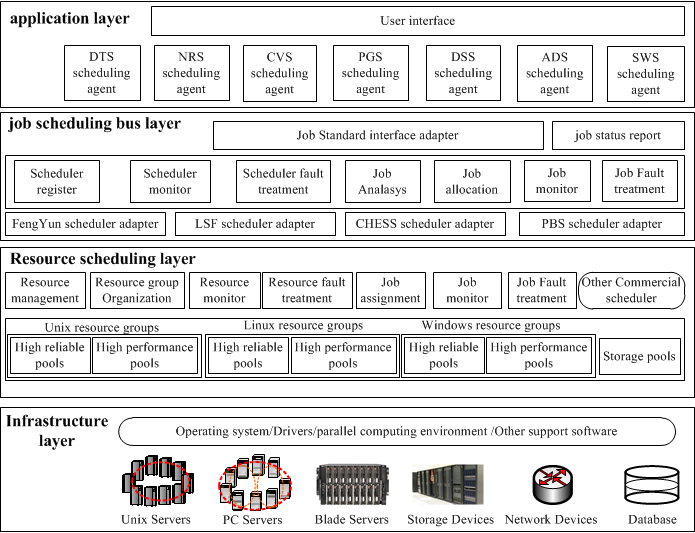 application layer
User interface
DTS
scheduling
agent
NRS
scheduling
agent
CVS
scheduling
agent
PGS
scheduling
agent
DSS
scheduling
agent
ADS
scheduling
agent
SWS
scheduling
agent
job scheduling bus layer
Job Standard interface adapter
job status report
Scheduler
register
Scheduler
monitor
Scheduler fault
treatment
Job
Analasys
Job
allocation
Job
monitor
Job Fault
treatment
FengYun scheduler adapter
LSF scheduler adapter
CHESS scheduler adapter
PBS scheduler adapter
Resource scheduling layer
Resource
management
Resource group
Organization
Resource
monitor
Resource fault
treatment
Job
assignment
Job
monitor
Job Fault
treatment
Other Commercial
scheduler
Unix resource groups
High reliable
pools
High performance
pools
Linux resource groups
High reliable
pools
High performance
pools
Windows resource groups
High reliable
pools
High performance
pools
Storage pools
Infrastructure
layer
Operating system/Drivers/parallel computing environment /Other support software
Unix Servers
PC Servers
Blade Servers
Storage Devices
Network Devices
Database